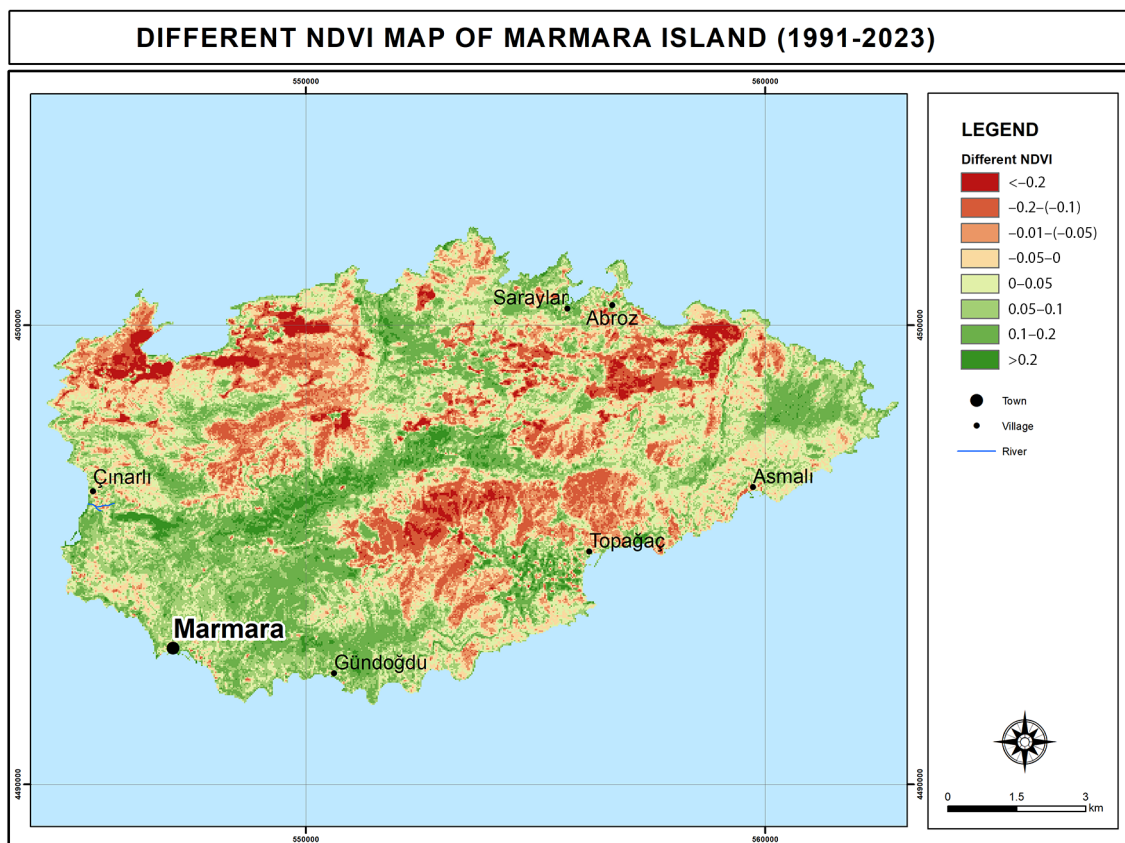 DIFFERENT NDVI MAP OF MARMARA ISLAND (1991-2023)
550000
560000
4500000
4500000
4490000
4490000
550000
560000
Saraylar
Abroz
Çınarlı
Asmalı
Topağaç
Marmara
Gündoğdu
LEGEND
Different NDVI
<–0.2
–0.2–(–0.1)
–0.01–(–0.05)
–0.05–0
0–0.05
0.05–0.1
0.1–0.2
>0.2
Town
Village
River
0 1.5 3
km